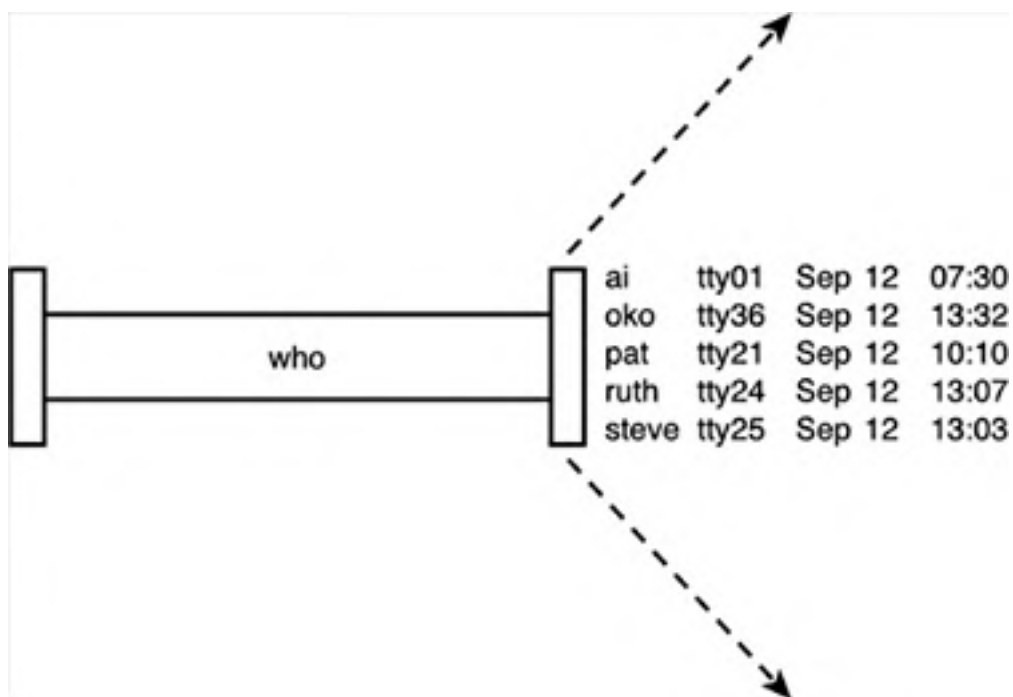 who
ai tty01 Sep 12 07:30
oko tty36 Sep 12 13:32
pat tty21 Sep 12 10:10
ruth tty24 Sep 12 13:07
steve tty25 Sep 12 13:03